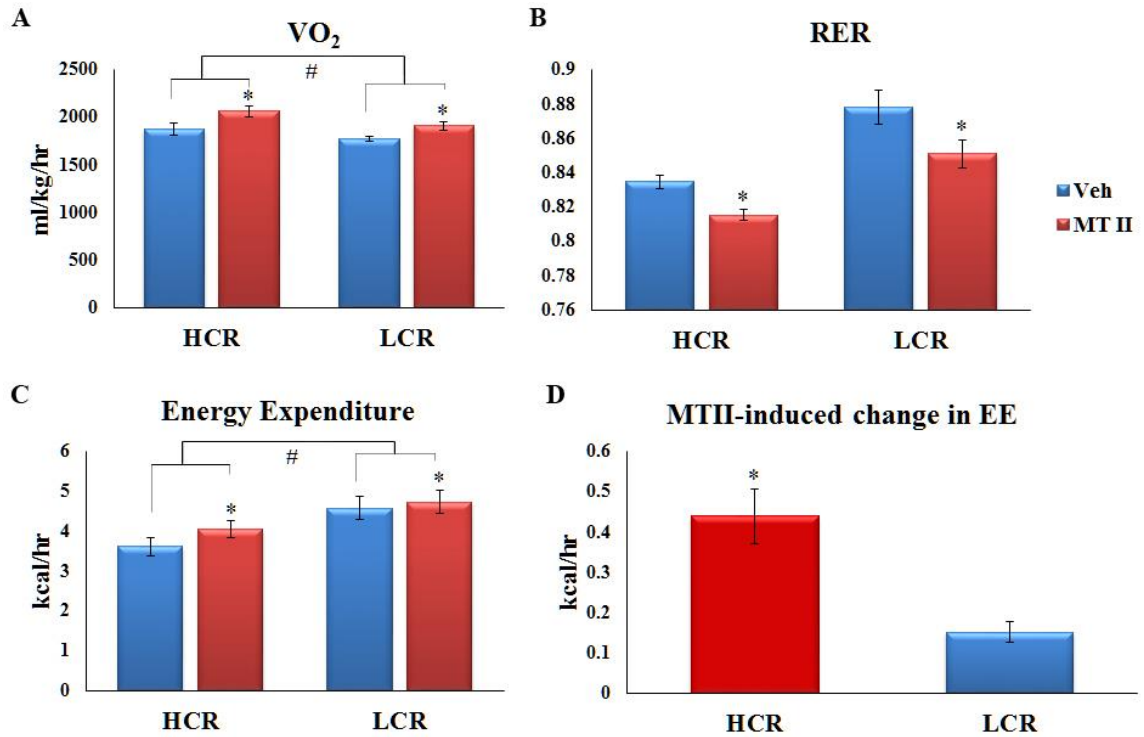 A
VO2
ml/kg/hr
2500
2000
1500
1000
500
0
#
*
*
HCR
LCR
B
RER
0.9
0.88
0.86
0.84
0.82
0.8
0.78
0.76
*
*
HCR
LCR
Veh
MT II
C
Energy Expenditure
kcal/hr
6
5
4
3
2
1
0
#
*
*
HCR
LCR
D
MTII-induced change in EE
kcal/hr
0.6
0.5
0.4
0.3
0.2
0.1
0
*
HCR
LCR